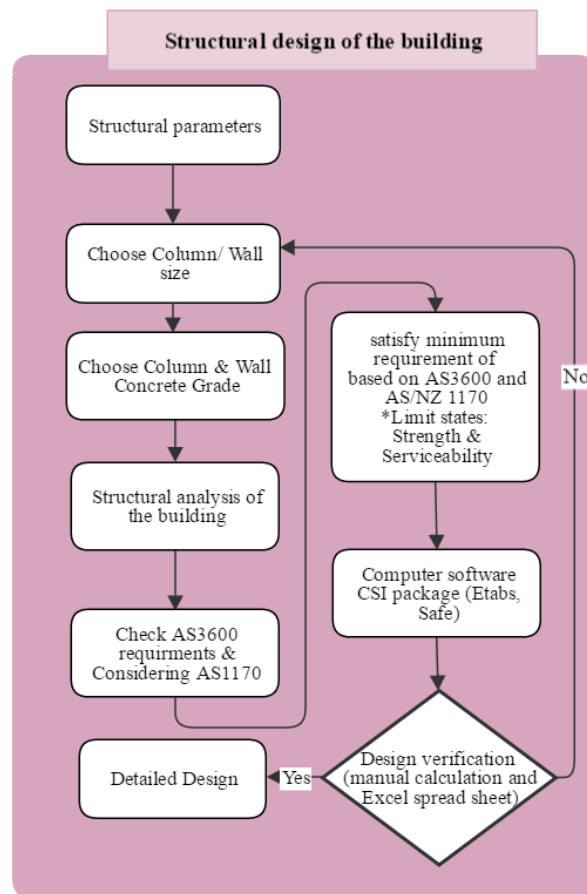 Structural design of the building
Structural parameters
Choose Column/ Wall
size
Choose Column & Wall
Concrete Grade
Structural analysis of
the building
Check AS3600
requirments &
Considering AS1170
satisfy minimum
requirement of
based on AS3600 and
AS/NZ 1170
*Limit states:
Strength &
Serviceability
Computer software
CSI package (Etabs,
Safe)
Design verification
(manual calculation and
Excel spread sheet)
No
Yes
Detailed Design